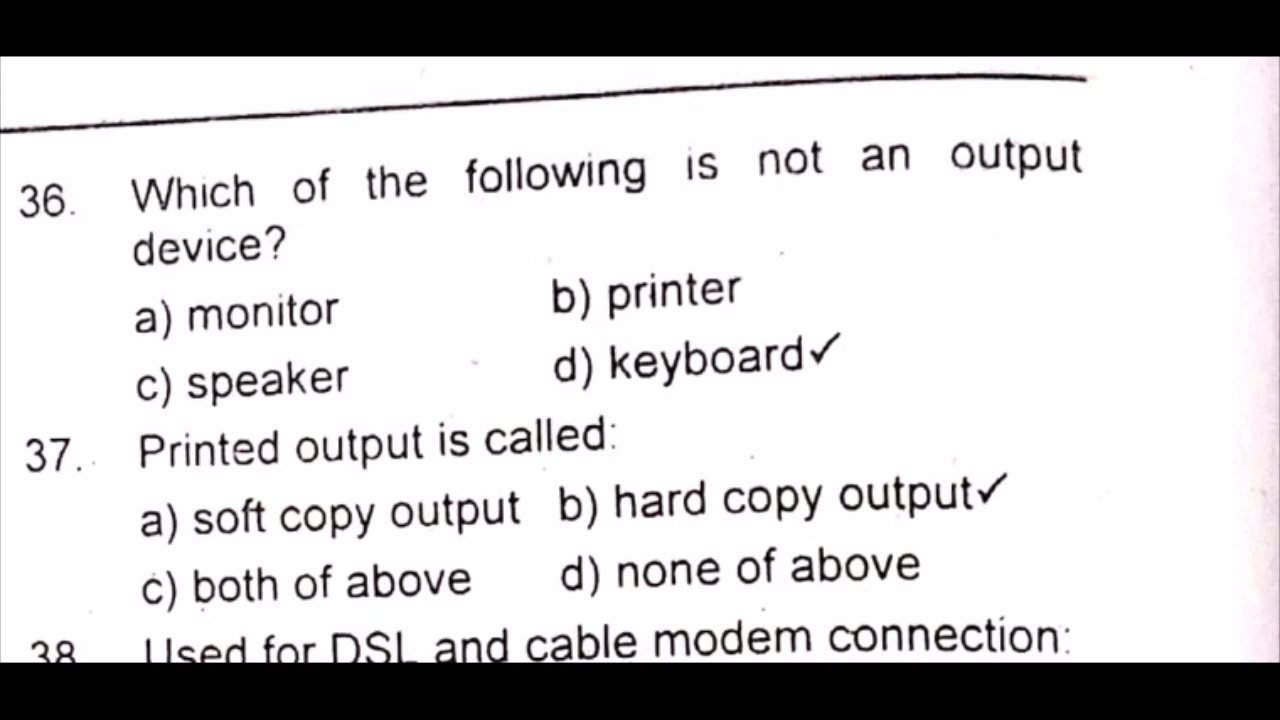 36. Which of the following is not an output
device?
a) monitor b) printer
c) speaker d) keyboard✓
37. Printed output is called:
a) soft copy output b) hard copy output✓
c) both of above d) none of above
38 Used for DSL and cable modem connection: